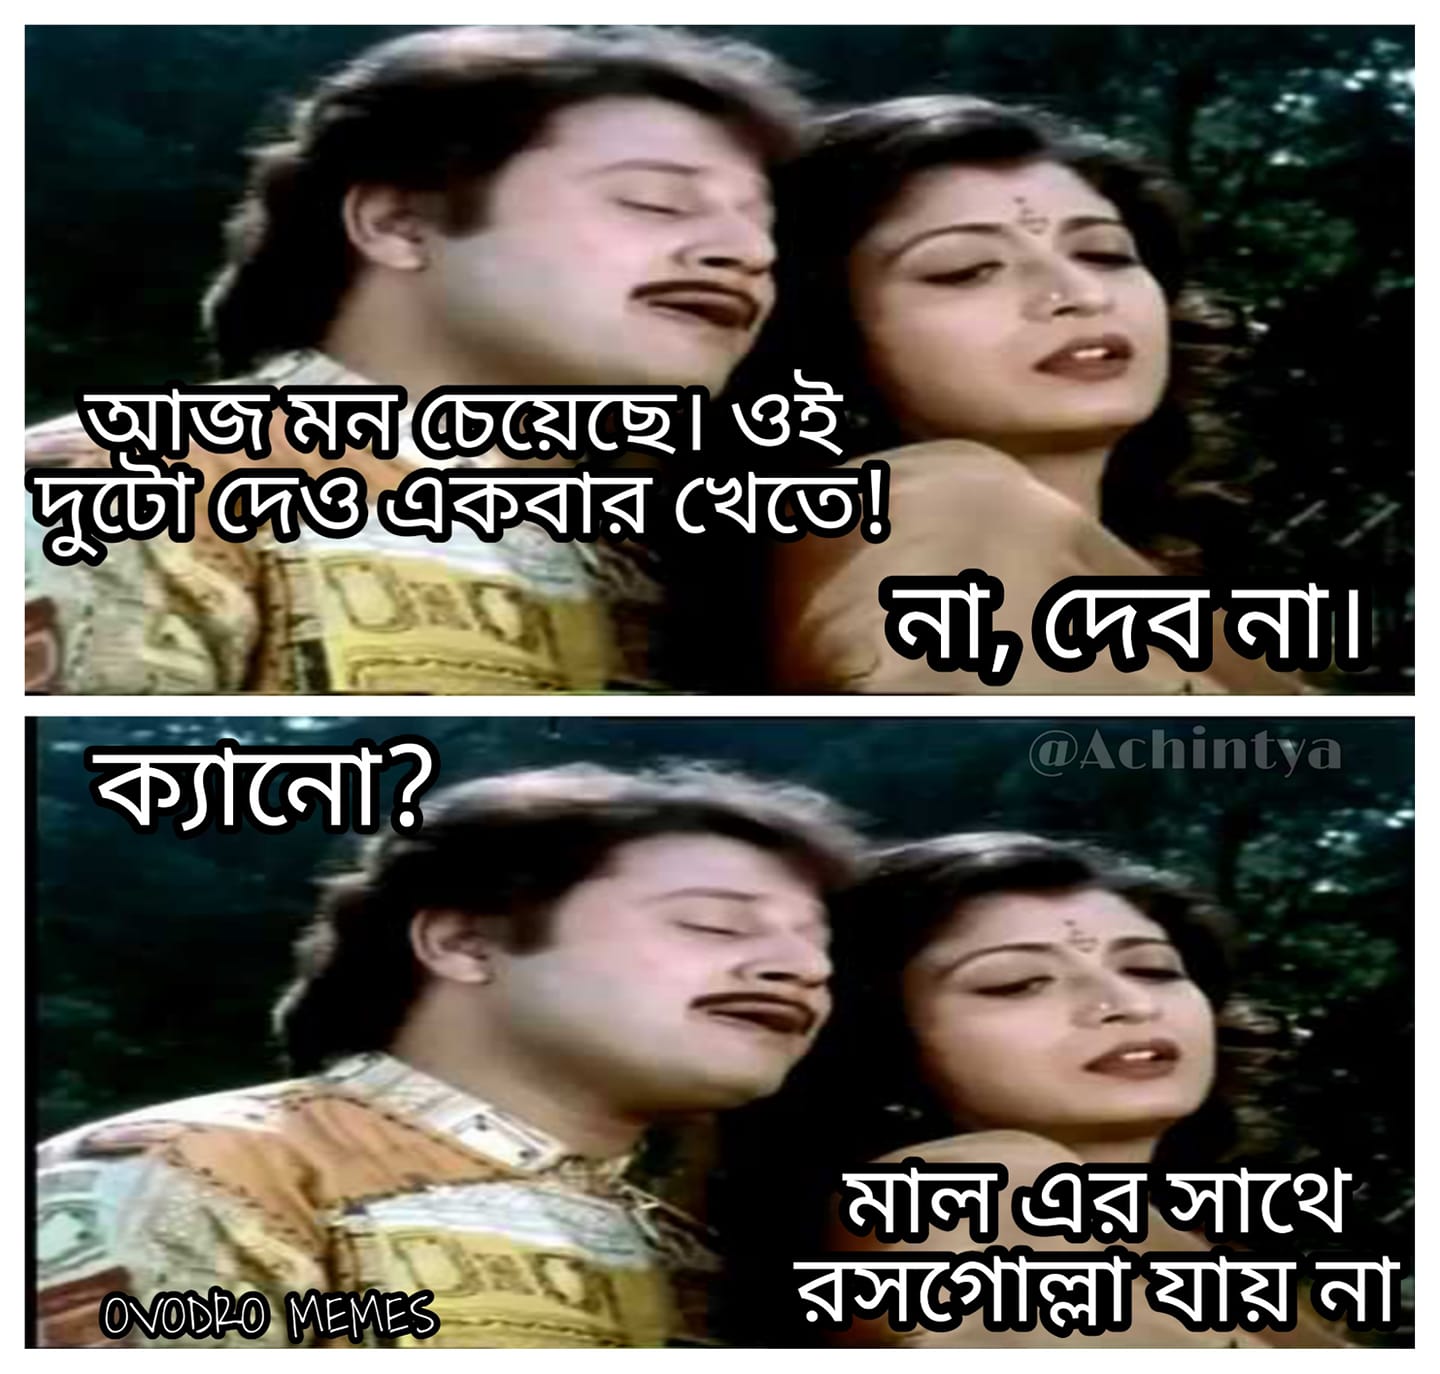 আজ মন চেয়েছে। ওই
দুটো দেও একবার খেতে!
না, দেব না।
ক্যানো?
@Achintya
মাল এর সাথে
রসগোল্লা যায় না
OVODRO MEMES